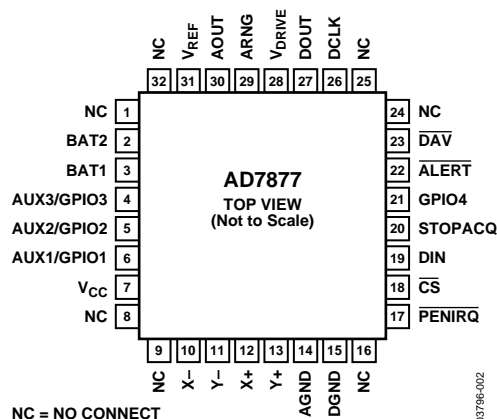 NC
VREF
AOUT
ARNG
VDRIVE
DOUT
DCLK
NC
32 31 30 29 28 27 26 25
NC 1
BAT2 2
BAT1 3
AUX3/GPIO3 4
AUX2/GPIO2 5
AUX1/GPIO1 6
VCC 7
NC 8
AD7877
TOP VIEW
(Not to Scale)
24 NC
23 DAV
22 ALERT
21 GPIO4
20 STOPACQ
19 DIN
18 CS
17 PENIRQ
9 10 11 12 13 14 15 16
NC
X–
Y–
X+
Y+
AGND
DGND
NC
NC = NO CONNECT
03796-002